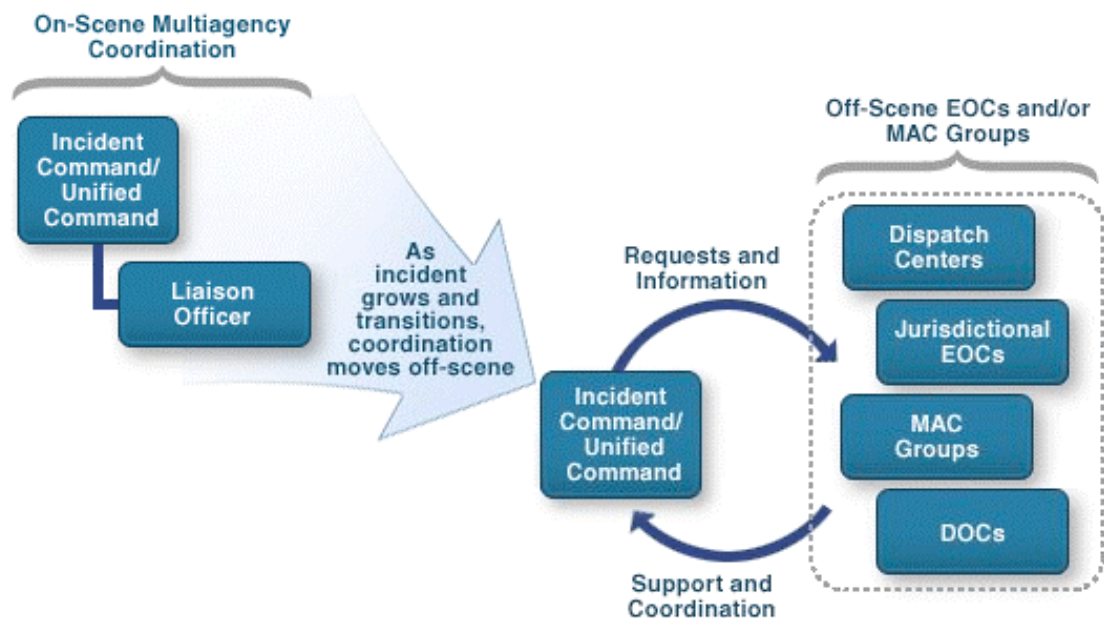 On-Scene Multiagency
Coordination
Incident
Command/
Unified
Command
Liaison
Officer
As
incident
grows and
transitions,
coordination
moves off-scene
Incident
Command/
Unified
Command
Requests and
Information
Support and
Coordination
Off-Scene EOCs and/or
MAC Groups
Dispatch
Centers
Jurisdictional
EOCs
MAC
Groups
DOCs